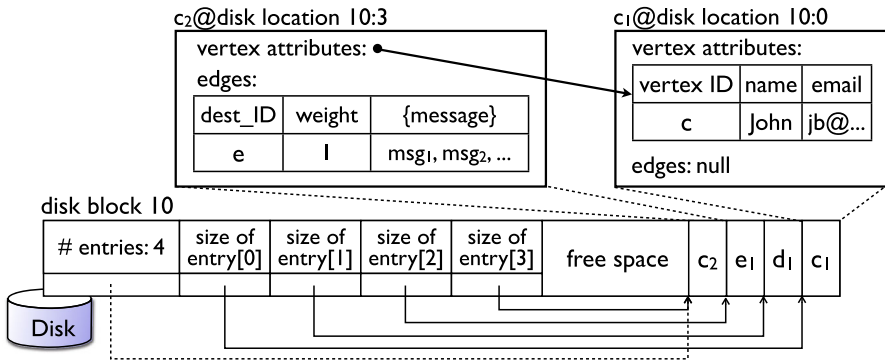 c₂@disk location 10:3
vertex attributes:
edges:
dest_ID weight {message}
e 1 msg₁, msg₂, ...
c₁@disk location 10:0
vertex attributes:
vertex ID name email
c John jb@...
edges: null
disk block 10
# entries: 4
size of entry[0]
size of entry[1]
size of entry[2]
size of entry[3]
free space
c₂ e₁ d₁ c₁
Disk